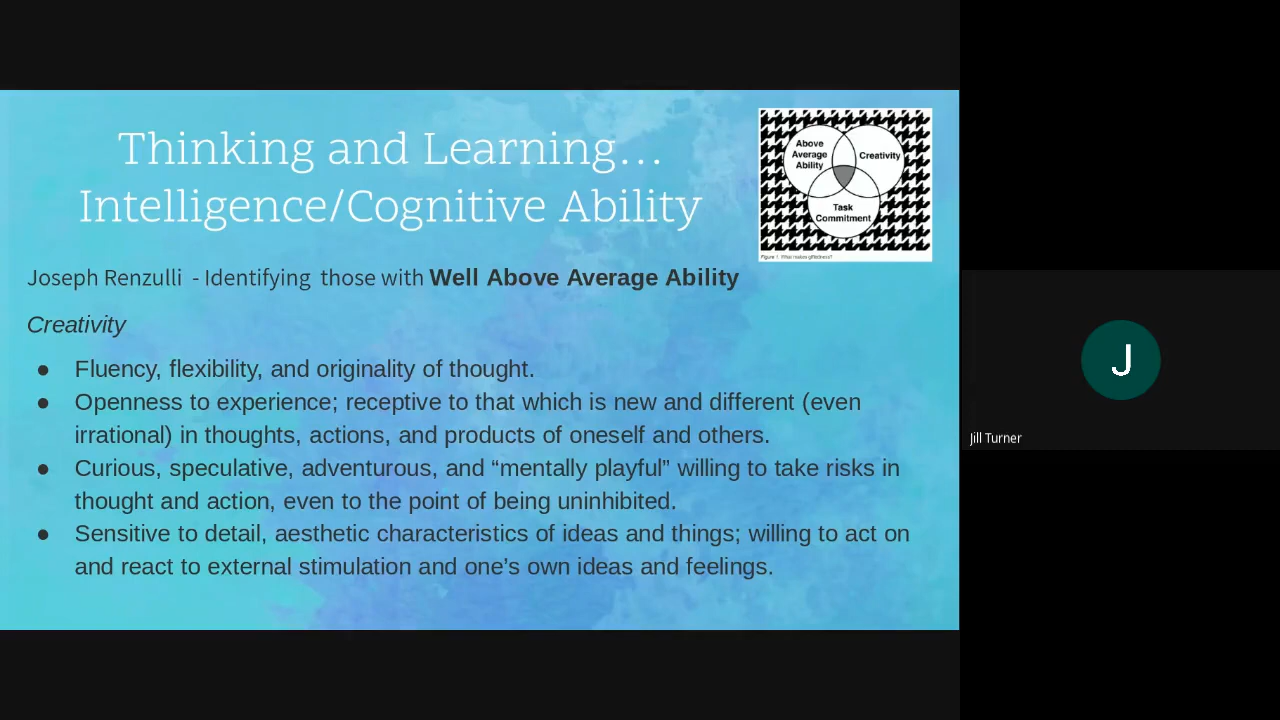 Thinking and Learning...
Intelligence/Cognitive Ability
Above
Average
Ability
Creativity
Task
Commitment
Figure 1 What makes giftedness?
Joseph Renzulli - Identifying those with Well Above Average Ability
Creativity
● Fluency, flexibility, and originality of thought.
● Openness to experience; receptive to that which is new and different (even
irrational) in thoughts, actions, and products of oneself and others.
● Curious, speculative, adventurous, and “mentally playful” willing to take risks in
thought and action, even to the point of being uninhibited.
● Sensitive to detail, aesthetic characteristics of ideas and things; willing to act on
and react to external stimulation and one’s own ideas and feelings.
J
Jill Turner